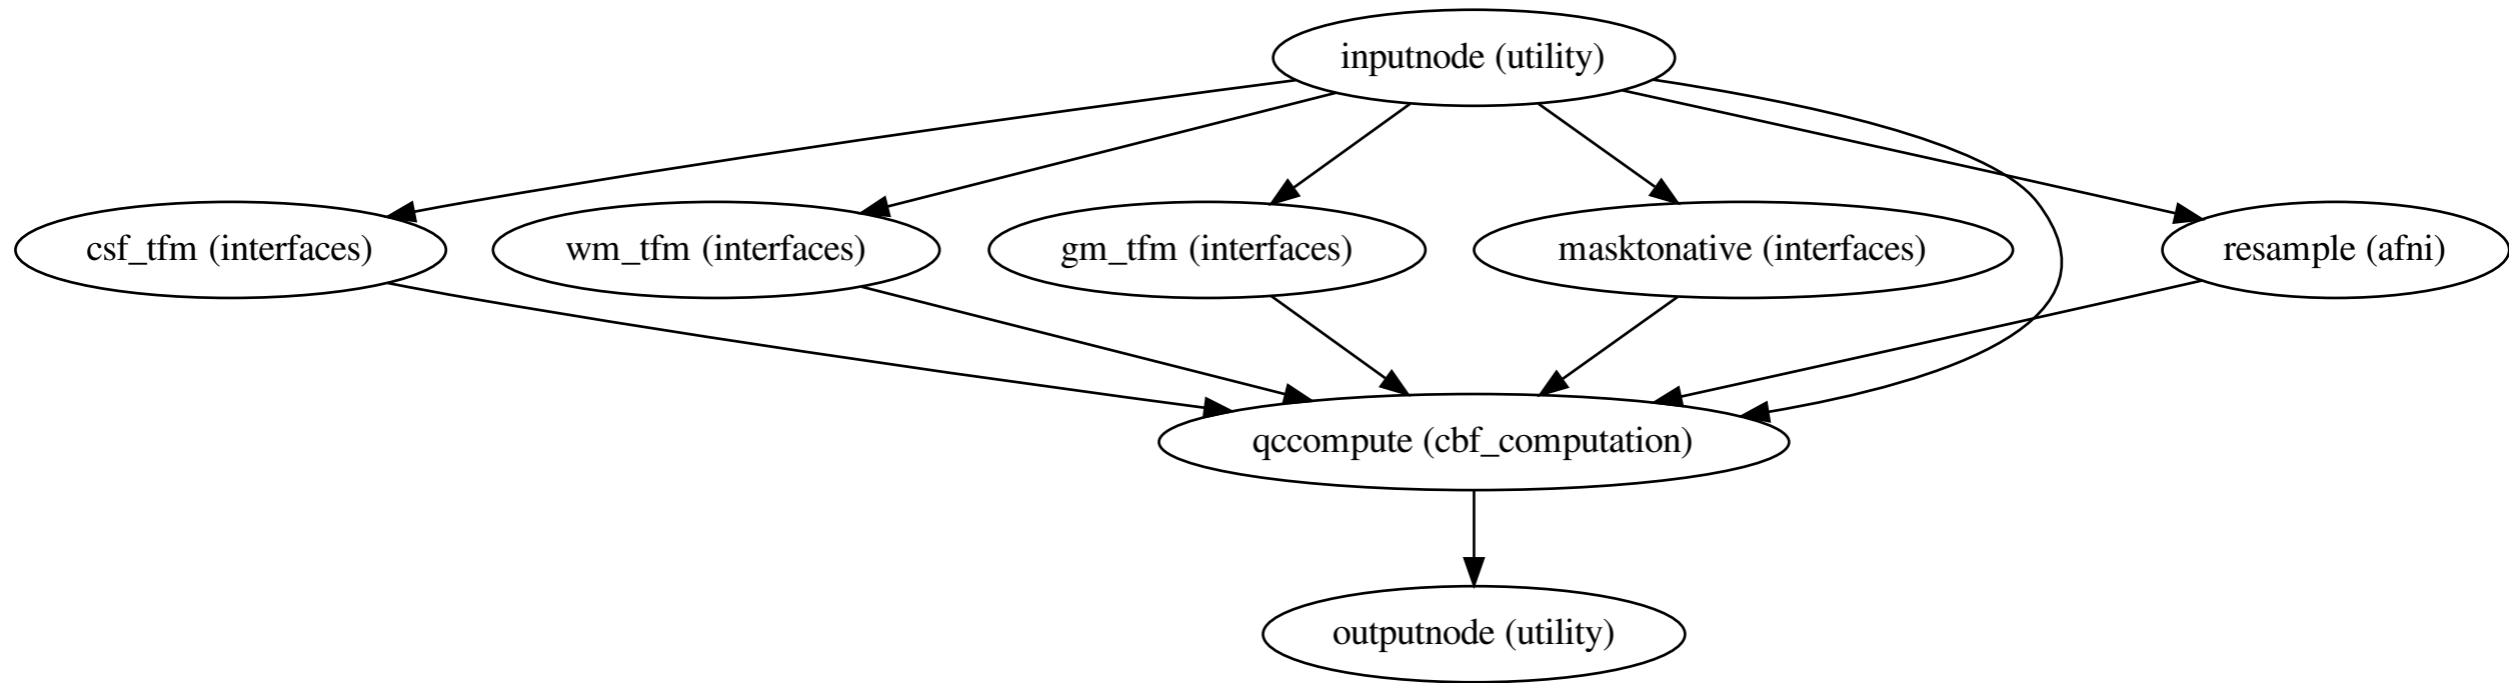 inputnode (utility)
csf_tfm (interfaces)
wm_tfm (interfaces)
gm_tfm (interfaces)
masktonative (interfaces)
resample (afni)
qccompute (cbf_computation)
outputnode (utility)